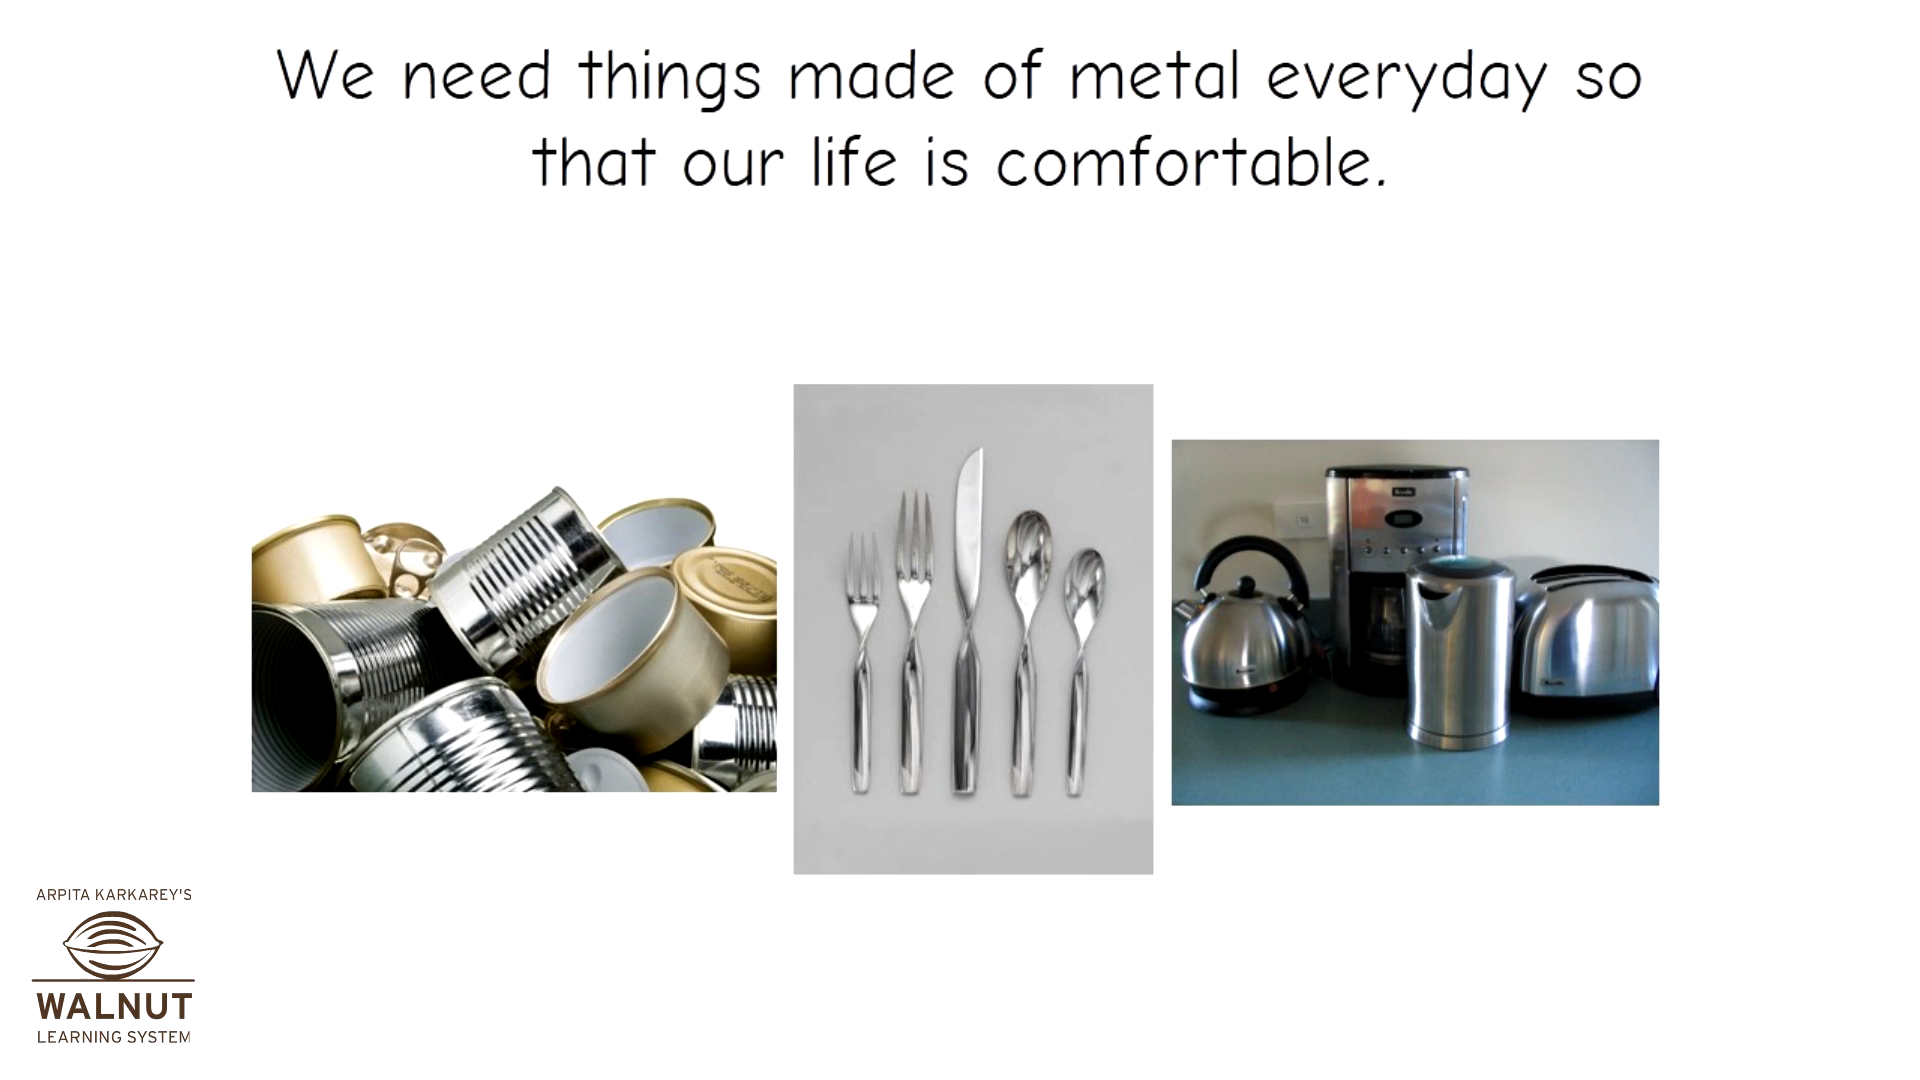 We need things made of metal everyday so
that our life is comfortable.
ARPITA KARKAREY'S
WALNUT
LEARNING SYSTEM